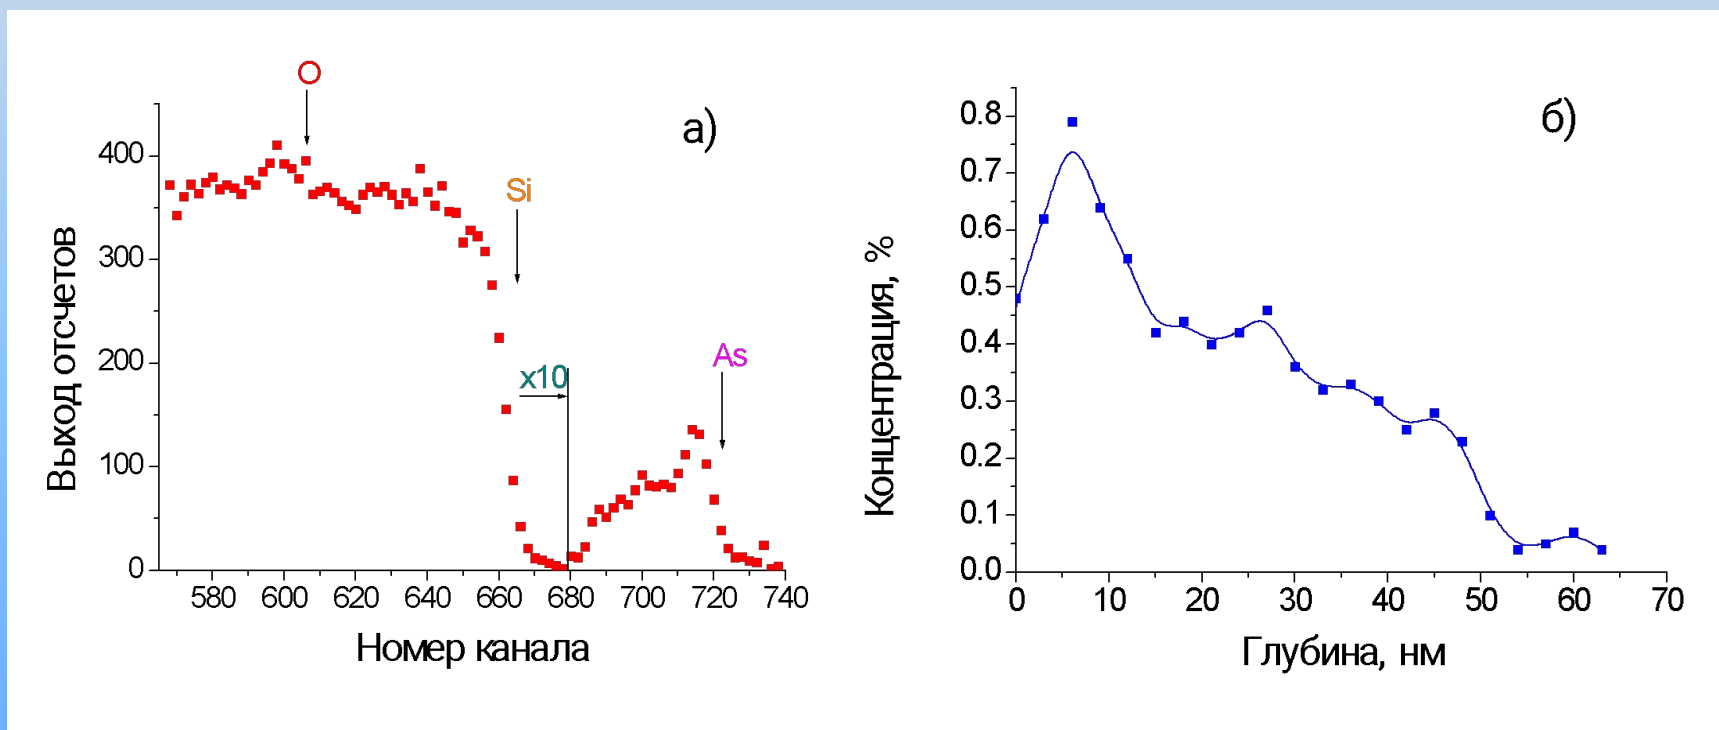 O
а)
Si
As
x10
400
300
200
100
0
580 600 620 640 660 680 700 720 740
Номер канала
Выход отсчетов
б)
0.8
0.7
0.6
0.5
0.4
0.3
0.2
0.1
0.0
0 10 20 30 40 50 60 70
Глубина, нм
Концентрация, %